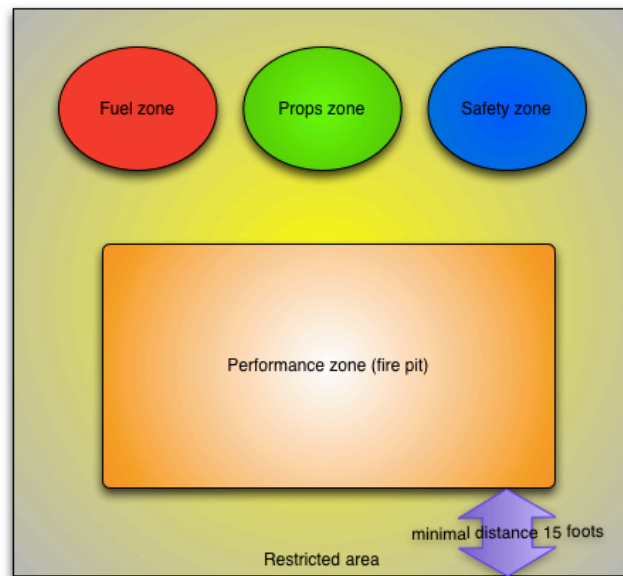 Fuel zone
Props zone
Safety zone
Performance zone (fire pit)
minimal distance 15 foots
Restricted area